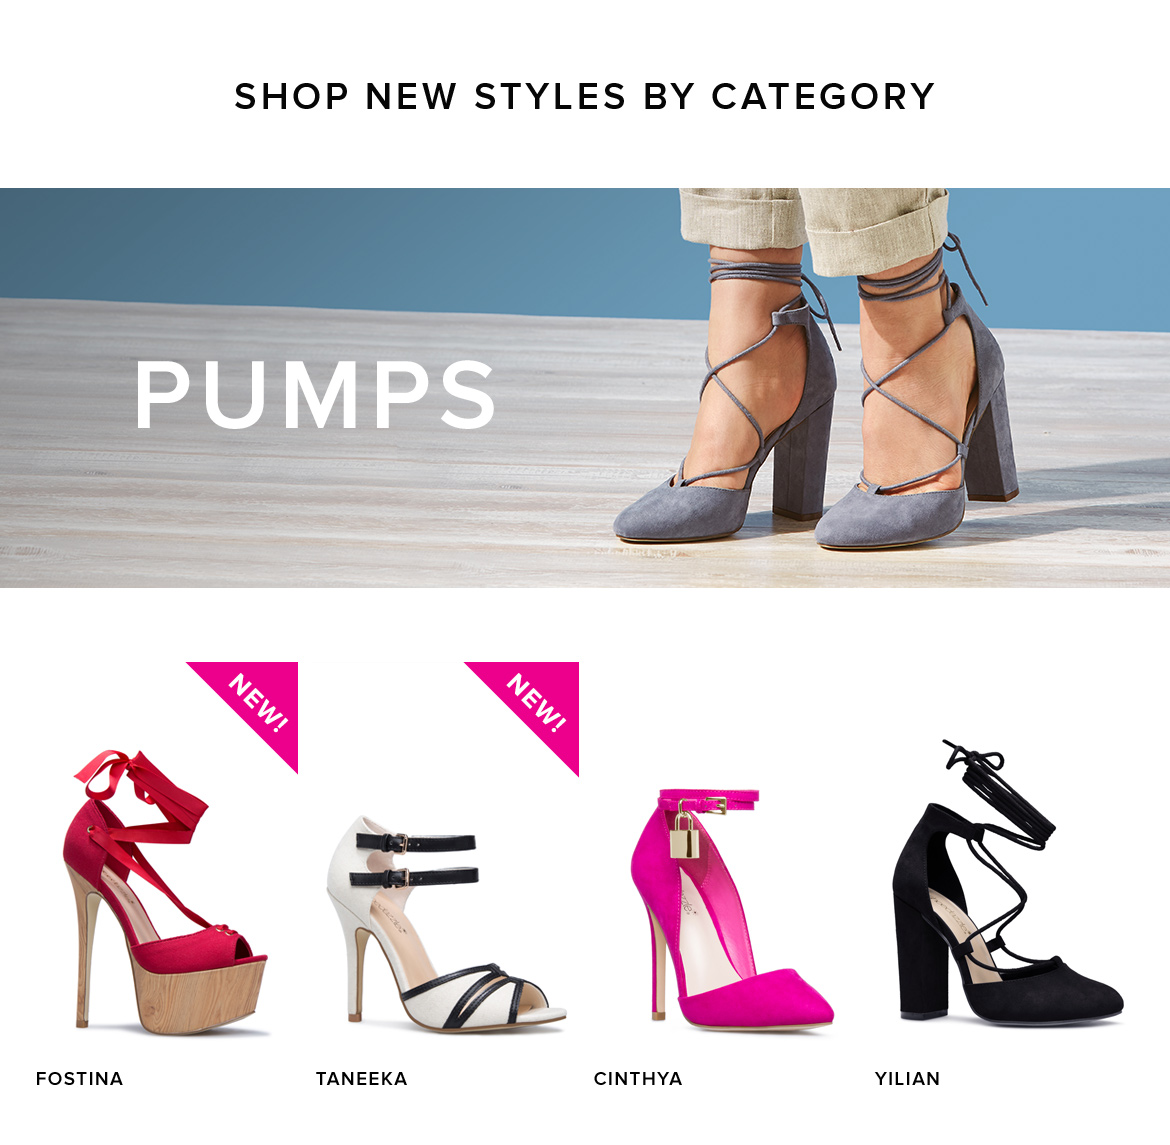 SHOP NEW STYLES BY CATEGORY
PUMPS
NEW!
NEW!
FOSTINA
TANEEKA
CINTHYA
YILIAN